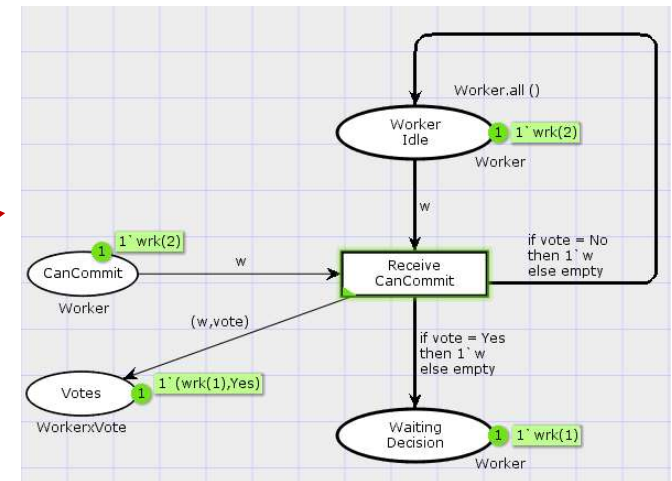 Worker.all ()
Worker
Idle
1
1`wrk(2)
Worker
w
1
1`wrk(2)
CanCommit
Worker
w
Receive
CanCommit
if vote = No
then 1`w
else empty
(w,vote)
if vote = Yes
then 1`w
else empty
Votes
1
1`(wrk(1),Yes)
WorkerxVote
Waiting
Decision
1
1`wrk(1)
Worker